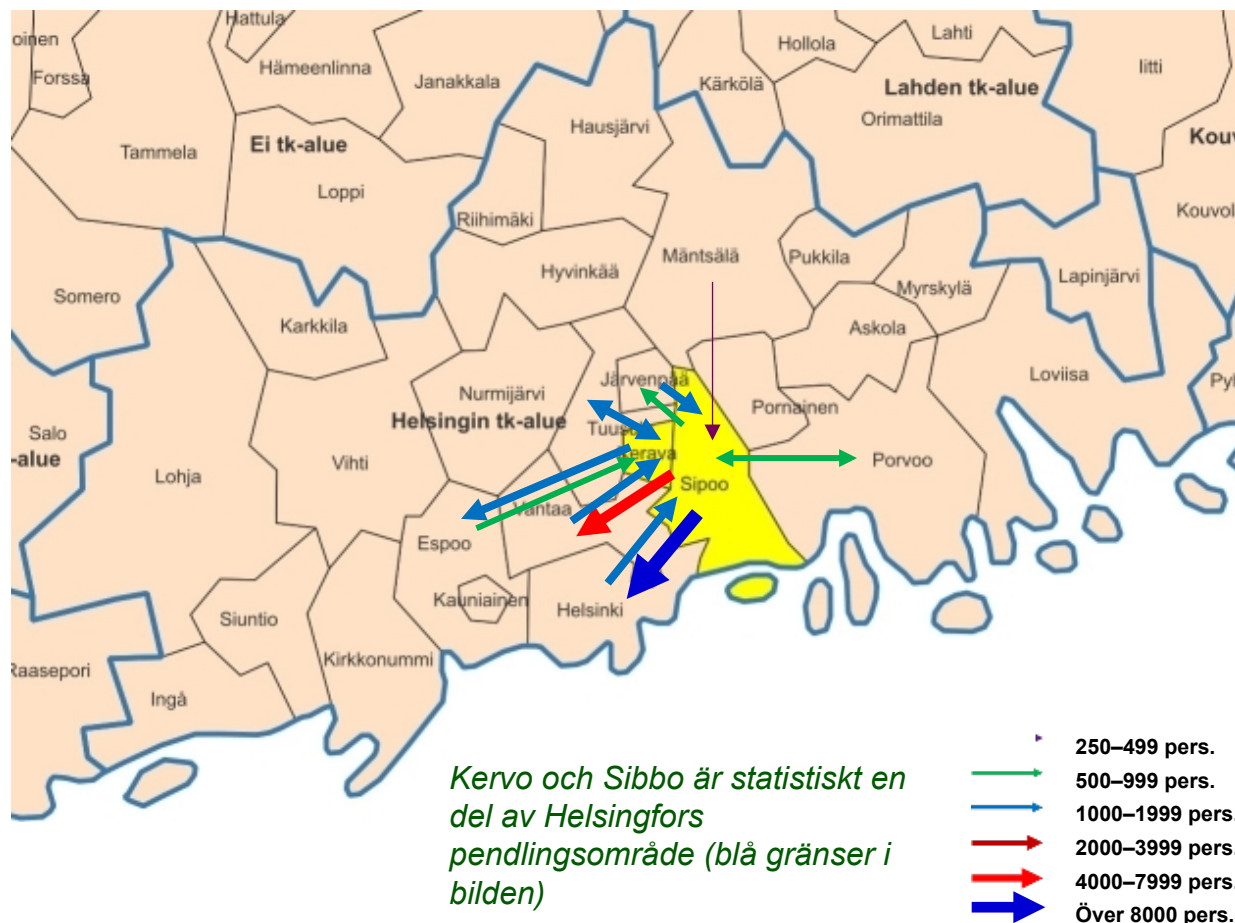 Hattula
oinen
Forssa
Hämeenlinna
Janakkala
Hollola
Lahti
Iitti
Kärkölä
Lahden tk-alue
Orimattila
Hausjärvi
Tammela
Ei tk-alue
Kouv
Loppi
Riihimäki
Kouvol
Mäntsälä
Pukkila
Hyvinkää
Lapinjärvi
Somero
Myrskylä
Karkkila
Askola
Järvenpää
Loviisa
Pyh
Nurmijärvi
Pornainen
Helsingin tk-alue
Tuusu
Salo
-alue
Kerava
Vihti
Porvoo
Lohja
Sipoo
Vantaa
Espoo
Kauniainen
Helsinki
Siuntio
Kirkkonummi
Raasepori
Ingå
Kervo och Sibbo är statistiskt en
del av Helsingfors
pendlingsområde (blå gränser i
bilden)
250–499 pers.
500–999 pers.
1000–1999 pers.
2000–3999 pers.
4000–7999 pers.
Över 8000 pers.